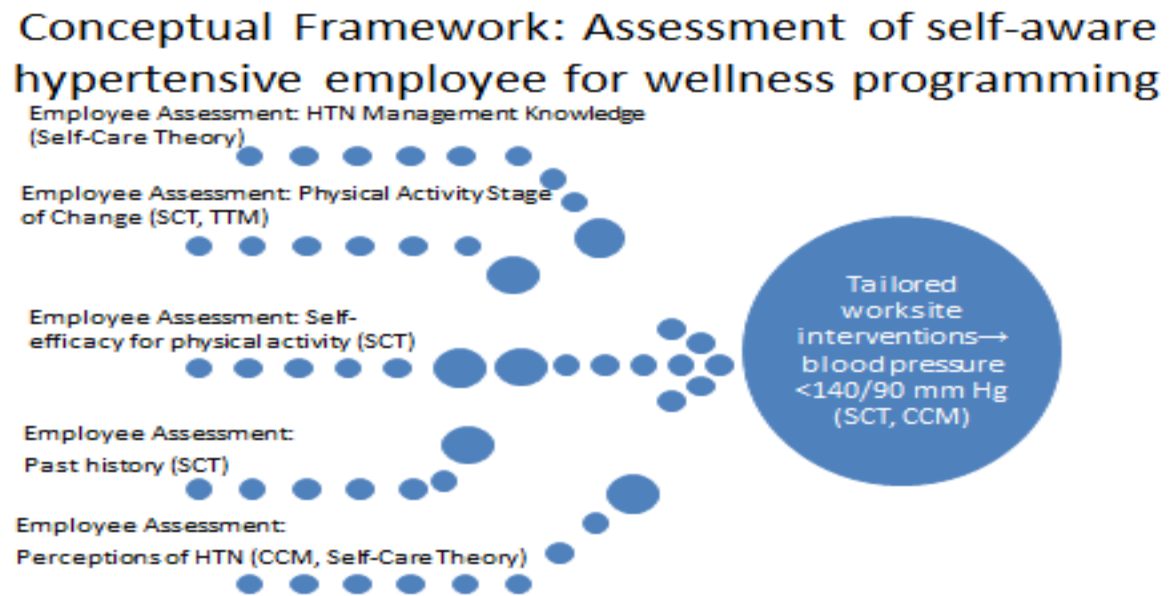 Conceptual Framework: Assessment of self-aware
hypertensive employee for wellness programming
Employee Assessment: HTN Management Knowledge
(Self-Care Theory)
Employee Assessment: Physical Activity Stage
of Change (SCT, TTM)
Employee Assessment: Self-
efficacy for physical activity (SCT)
Employee Assessment:
Past history (SCT)
Employee Assessment:
Perceptions of HTN (CCM, Self-Care Theory)
Tailored
worksite
interventions→
blood pressure
<140/90 mm Hg
(SCT, CCM)